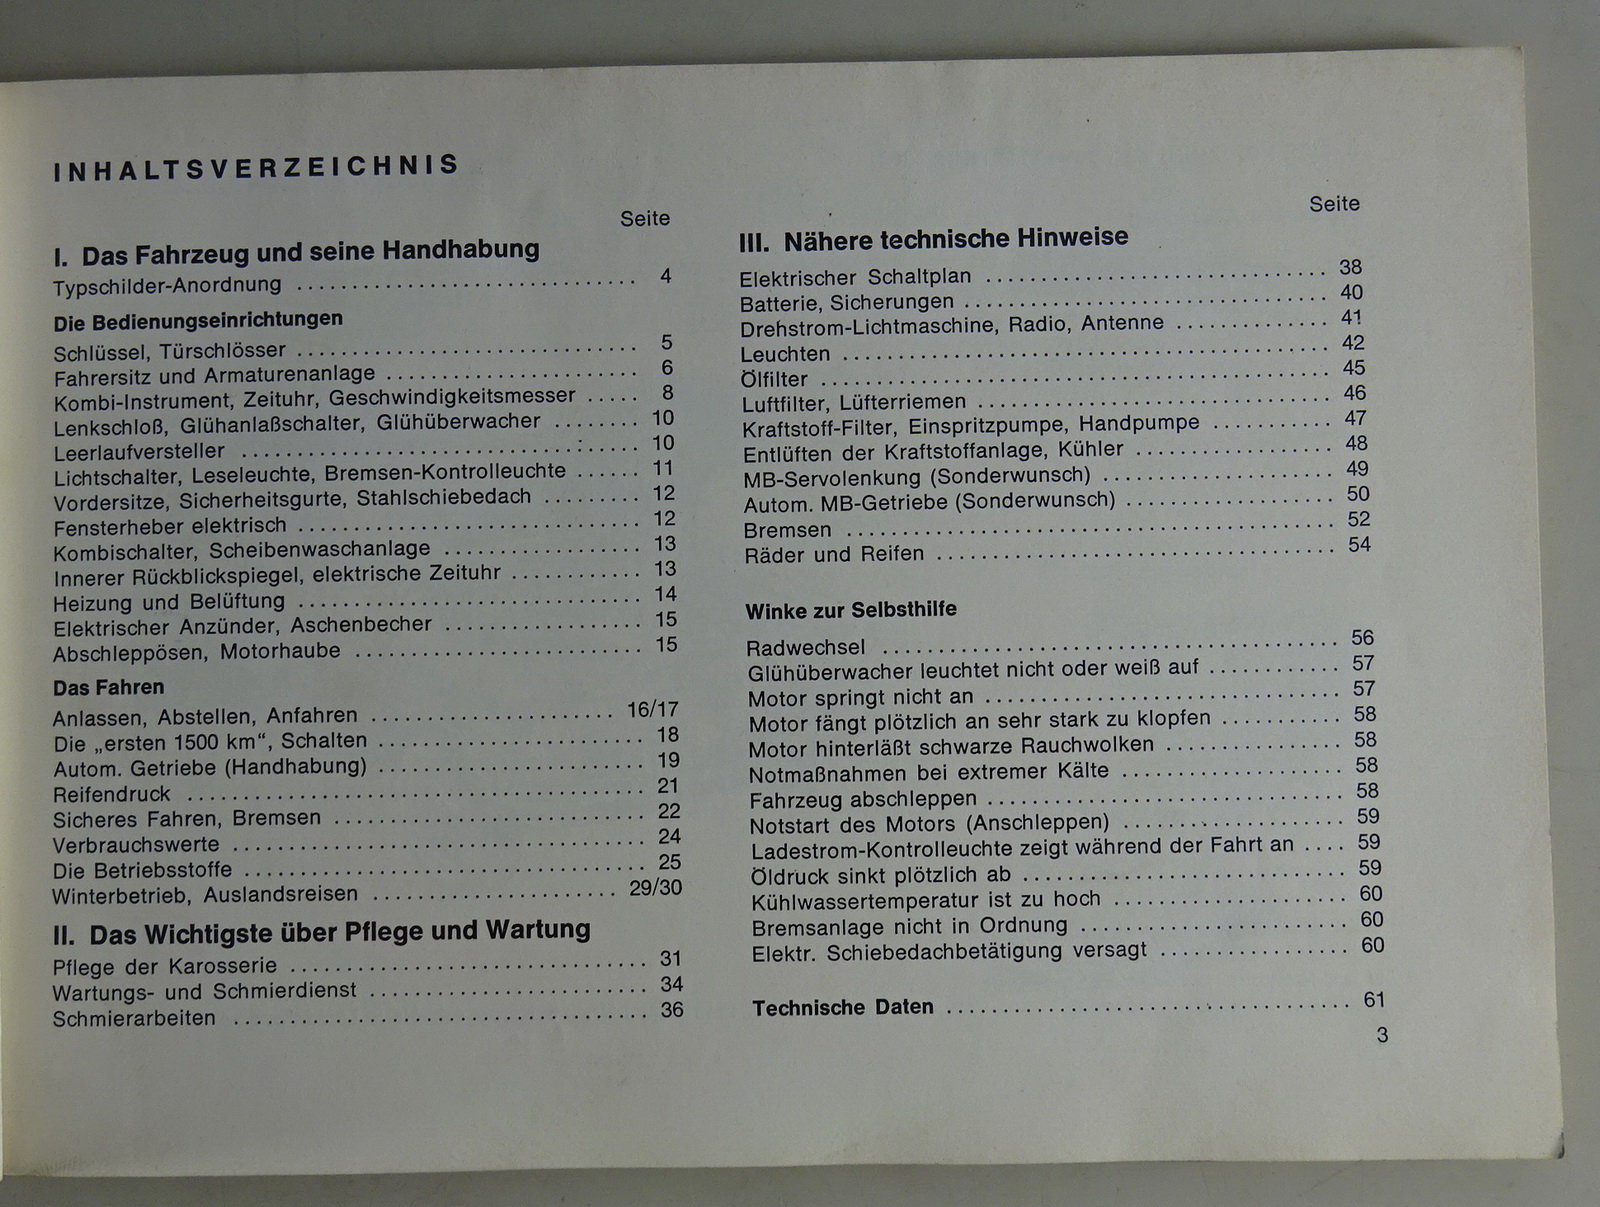 INHALTSVERZEICHNIS
Seite
I. Das Fahrzeug und seine Handhabung
Typschilder-Anordnung ............................... 4
Die Bedienungseinrichtungen
Schlüssel, Türschlösser ............................... 5
Fahrersitz und Armaturenanlage ....................... 6
Kombi-Instrument, Zeituhr, Geschwindigkeitsmesser ..... 8
Lenkschloß, Glühanlaßschalter, Glühüberwacher ........ 10
Leerlaufversteller .................................... 10
Lichtschalter, Leseleuchte, Bremsen-Kontrolleuchte ...... 11
Vordersitze, Sicherheitsgurte, Stahlschiebedach ......... 12
Fensterheber elektrisch ............................... 12
Kombischalter, Scheibenwaschanlage .................. 13
Innerer Rückblickspiegel, elektrische Zeituhr ............ 13
Heizung und Belüftung ............................... 14
Elektrischer Anzünder, Aschenbecher .................. 15
Abschleppösen, Motorhaube .......................... 15
Das Fahren
Anlassen, Abstellen, Anfahren ...................... 16/17
Die „ersten 1500 km“, Schalten ........................ 18
Autom. Getriebe (Handhabung) ........................ 19
Reifendruck .......................................... 21
Sicheres Fahren, Bremsen ............................ 22
Verbrauchswerte ..................................... 24
Die Betriebsstoffe .................................... 25
Winterbetrieb, Auslandsreisen ...................... 29/30
II. Das Wichtigste über Pflege und Wartung
Pflege der Karosserie ................................ 31
Wartungs- und Schmierdienst ......................... 34
Schmierarbeiten ..................................... 36
Seite
III. Nähere technische Hinweise
Elektrischer Schaltplan ............................... 38
Batterie, Sicherungen ................................. 40
Drehstrom-Lichtmaschine, Radio, Antenne .............. 41
Leuchten ............................................ 42
Ölfilter .............................................. 45
Luftfilter, Lüfterriemen ................................ 46
Kraftstoff-Filter, Einspritzpumpe, Handpumpe ........... 47
Entlüften der Kraftstoffanlage, Kühler .................. 48
MB-Servolenkung (Sonderwunsch) ..................... 49
Autom. MB-Getriebe (Sonderwunsch) ................... 50
Bremsen ............................................ 52
Räder und Reifen .................................... 54
Winke zur Selbsthilfe
Radwechsel ......................................... 56
Glühüberwacher leuchtet nicht oder weiß auf ............ 57
Motor springt nicht an ................................ 57
Motor fängt plötzlich an sehr stark zu klopfen ........... 58
Motor hinterläßt schwarze Rauchwolken ................ 58
Notmaßnahmen bei extremer Kälte .................... 58
Fahrzeug abschleppen ................................ 58
Notstart des Motors (Anschleppen) .................... 59
Ladestrom-Kontrolleuchte zeigt während der Fahrt an .... 59
Öldruck sinkt plötzlich ab ............................. 59
Kühlwassertemperatur ist zu hoch ..................... 60
Bremsanlage nicht in Ordnung ........................ 60
Elektr. Schiebedachbetätigung versagt ................. 60
Technische Daten .................................... 61
3